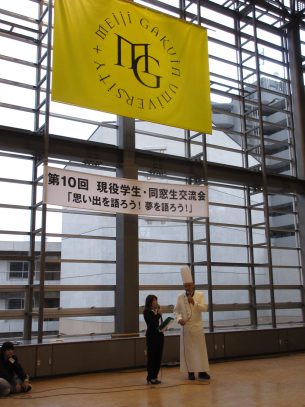 MEIJI GAKUIN UNIVERSITY +
MG
第10回 現役学生・同窓生交流会
「思い出を語ろう！夢を語ろう！」